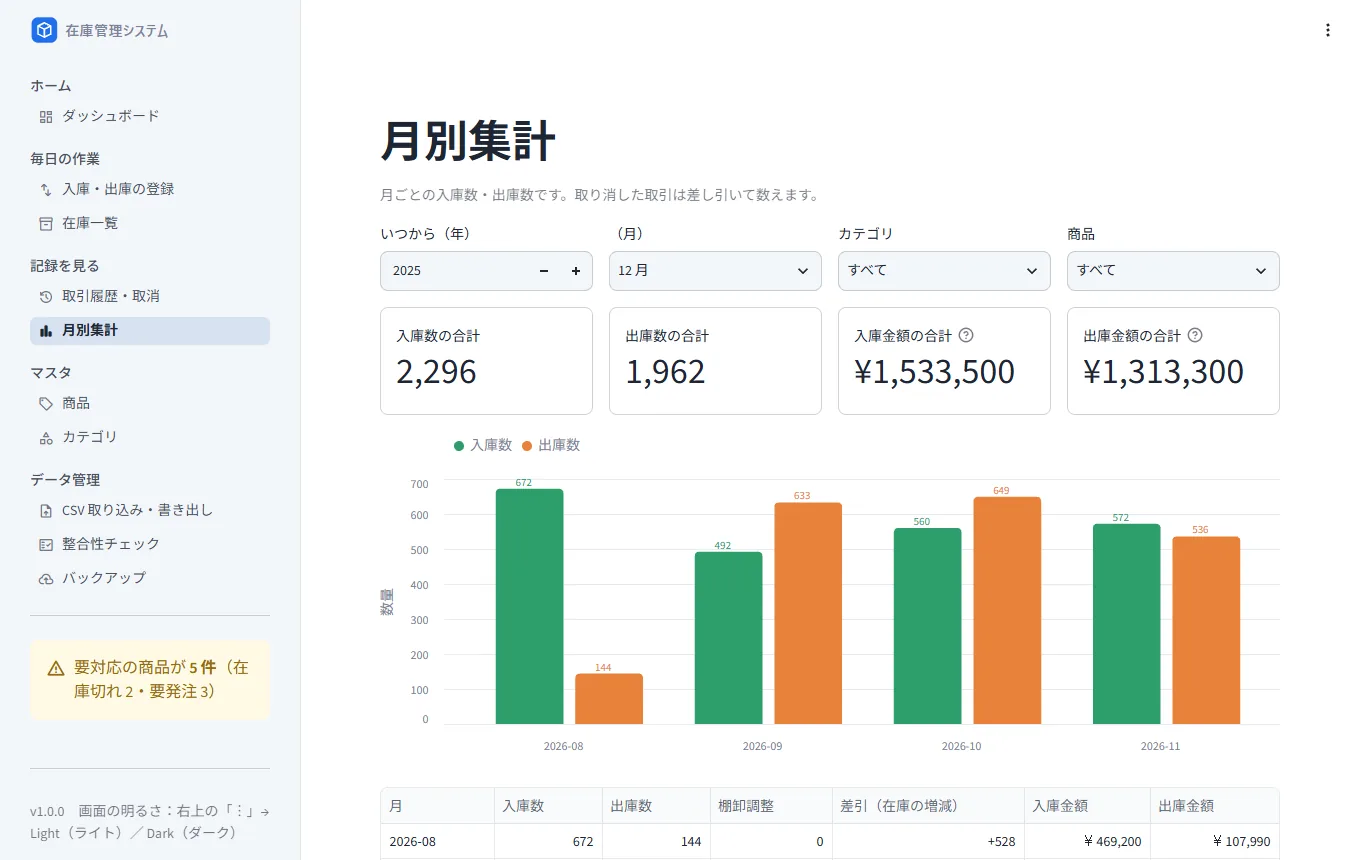 在庫管理システム
ホーム
ダッシュボード
毎日の作業
入庫・出庫の登録
在庫一覧
記録を見る
取引履歴・取消
月別集計
マスタ
商品
カテゴリ
データ管理
CSV 取り込み・書き出し
整合性チェック
バックアップ
要対応の商品が 5 件（在
庫切れ 2・要発注 3）
v1.0.0 画面の明るさ：右上の「⋮」→
Light（ライト）／ Dark（ダーク）
月別集計
月ごとの入庫数・出庫数です。取り消した取引は差し引いて数えます。
いつから（年） （月） カテゴリ 商品
2025 − + 12 月 すべて すべて
入庫数の合計 出庫数の合計 入庫金額の合計 ? 出庫金額の合計 ?
2,296 1,962 ¥1,533,500 ¥1,313,300
入庫数 出庫数
数量
700
600
500
400
300
200
100
0
672 144 492 633 560 649 572 536
2026-08 2026-09 2026-10 2026-11
月 入庫数 出庫数 棚卸調整 差引（在庫の増減） 入庫金額 出庫金額
2026-08 672 144 0 +528 ¥ 469,200 ¥ 107,990